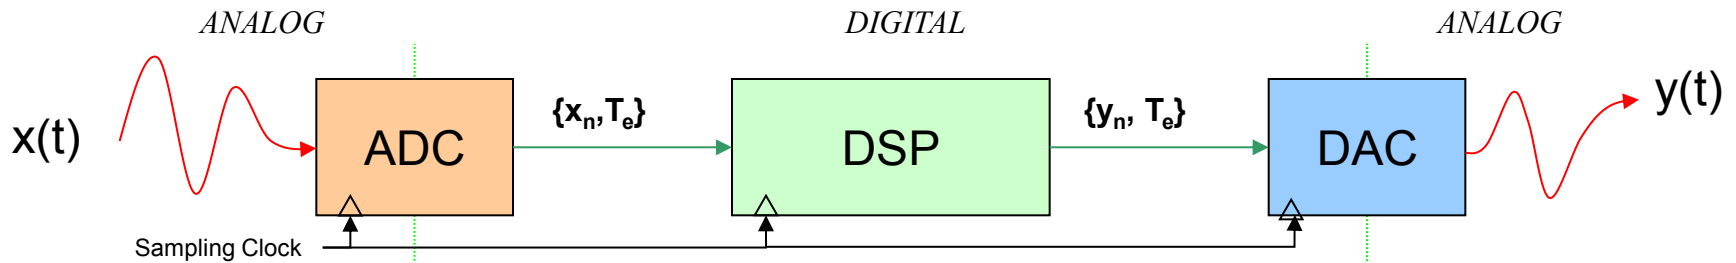 ANALOG
DIGITAL
ANALOG
x(t)
ADC
{xn,Te}
DSP
{yn, Te}
DAC
y(t)
Sampling Clock